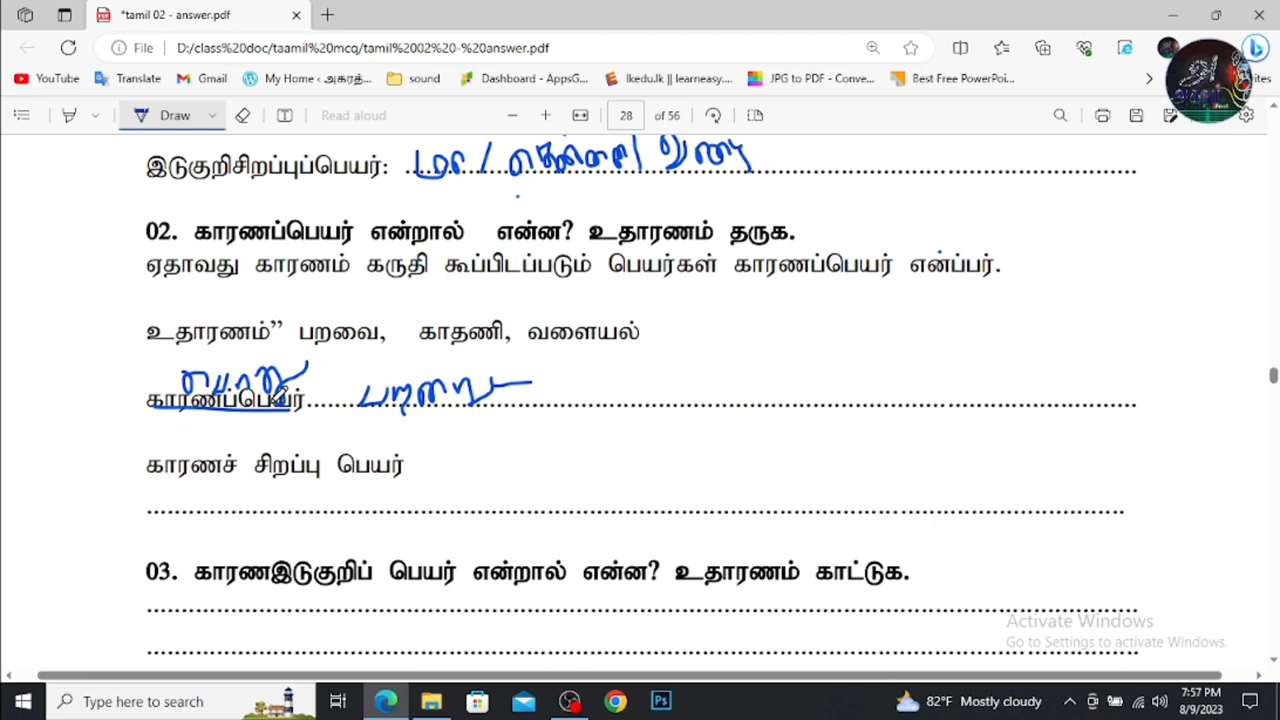 *tamil 02 - answer.pdf
File D:/class%20doc/taamil%20mcq/tamil%2002%20-%20answer.pdf
YouTube Translate Gmail My Home ‹ அகரத்... sound Dashboard - AppsG... lkedu.lk || learneasy.... JPG to PDF - Conve... Best Free PowerPoi... rites
Draw Read aloud 28 of 56
இடுகுறிசிறப்புப்பெயர்: மா / தென்னை /
02. காரணப்பெயர் என்றால் என்ன? உதாரணம் தருக.
ஏதாவது காரணம் கருதி கூப்பிடப்படும் பெயர்கள் காரணப்பெயர் என்ப்பர்.
உதாரணம்” பறவை, காதணி, வளையல்
பொது
காரணப்பெயர் பறவை
காரணச் சிறப்பு பெயர்
03. காரணஇடுகுறிப் பெயர் என்றால் என்ன? உதாரணம் காட்டுக.
Activate Windows
Go to Settings to activate Windows.
Type here to search 82°F Mostly cloudy 7:57 PM
8/9/2023